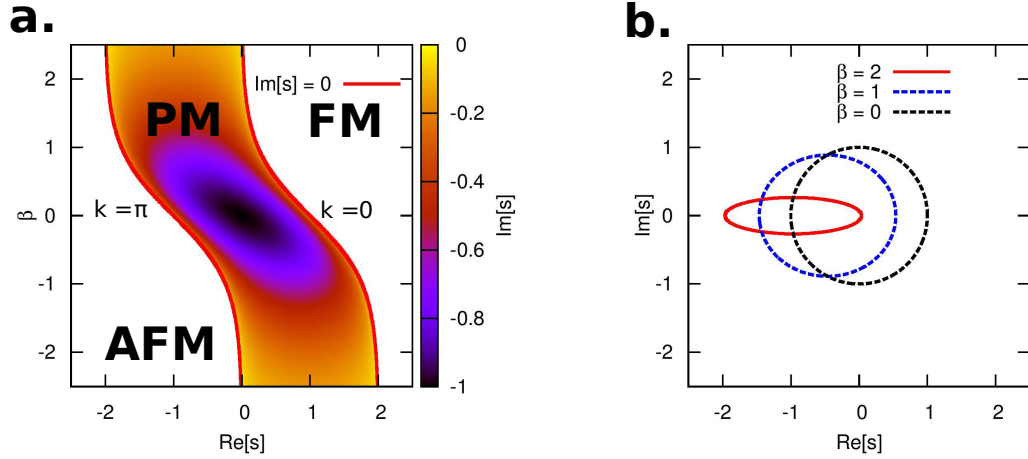 a.
2
1
0
-1
-2
β
-2
-1
0
1
2
Re[s]
Im[s] = 0
PM
FM
k =π
k =0
AFM
0
-0.2
-0.4
-0.6
-0.8
-1
Im[s]
b.
2
1
0
-1
-2
Im[s]
-2
-1
0
1
2
Re[s]
β = 2
β = 1
β = 0